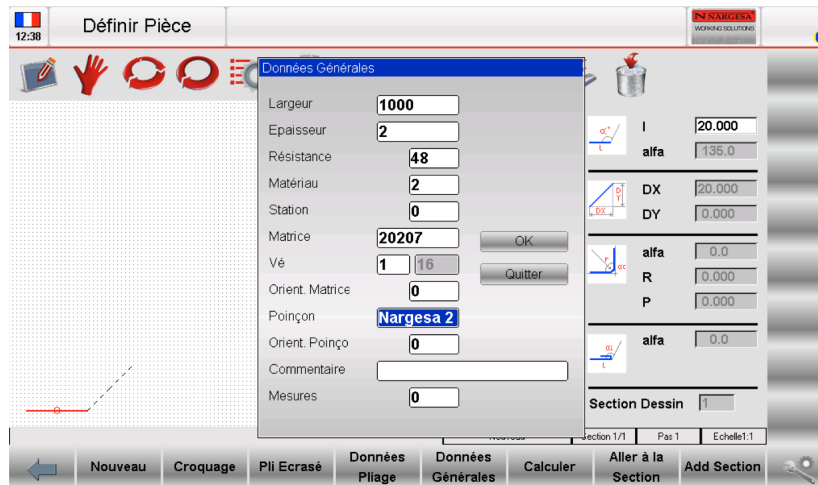 12:38
Définir Pièce
NARGESA
WORKING SOLUTIONS
Données Générales
Largeur 1000
Epaisseur 2
Résistance 48
Matériau 2
Station 0
Matrice 20207
OK
Vé 1 16
Quitter
Orient. Matrice 0
Poinçon Nargesa 2
Orient. Poinço 0
Commentaire
Mesures 0
l 20.000
alfa 135.0
DX 20.000
DY 0.000
alfa 0.0
R 0.000
P 0.000
alfa 0.0
Section Dessin 1
Section 1/1 Pas 1 Echelle1:1
Nouveau
Croquage
Pli Ecrasé
Données Pliage
Données Générales
Calculer
Aller à la Section
Add Section